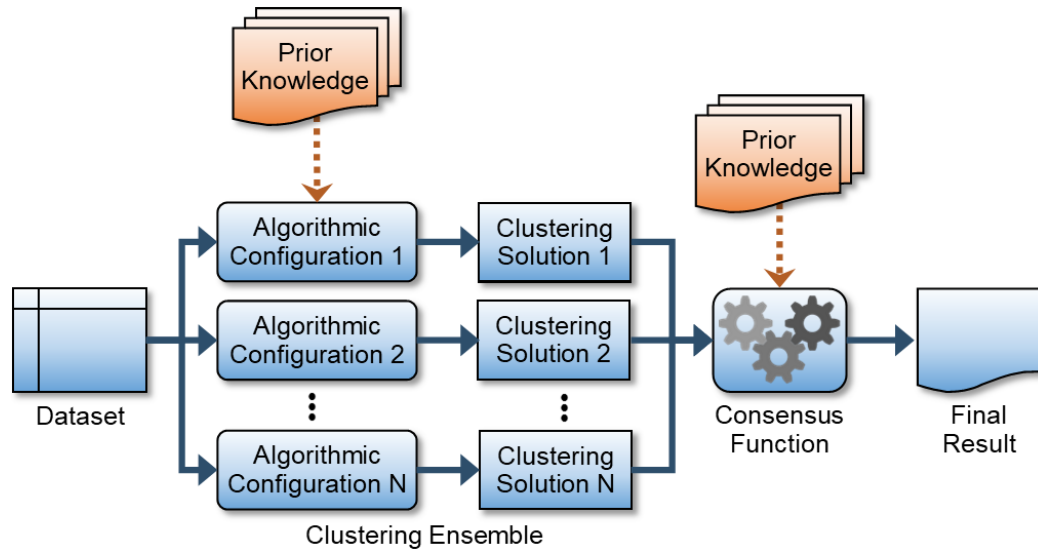 Prior
Knowledge
Prior
Knowledge
Algorithmic
Configuration 1
Clustering
Solution 1
Algorithmic
Configuration 2
Clustering
Solution 2
Dataset
Consensus
Function
Final
Result
Algorithmic
Configuration N
Clustering
Solution N
Clustering Ensemble